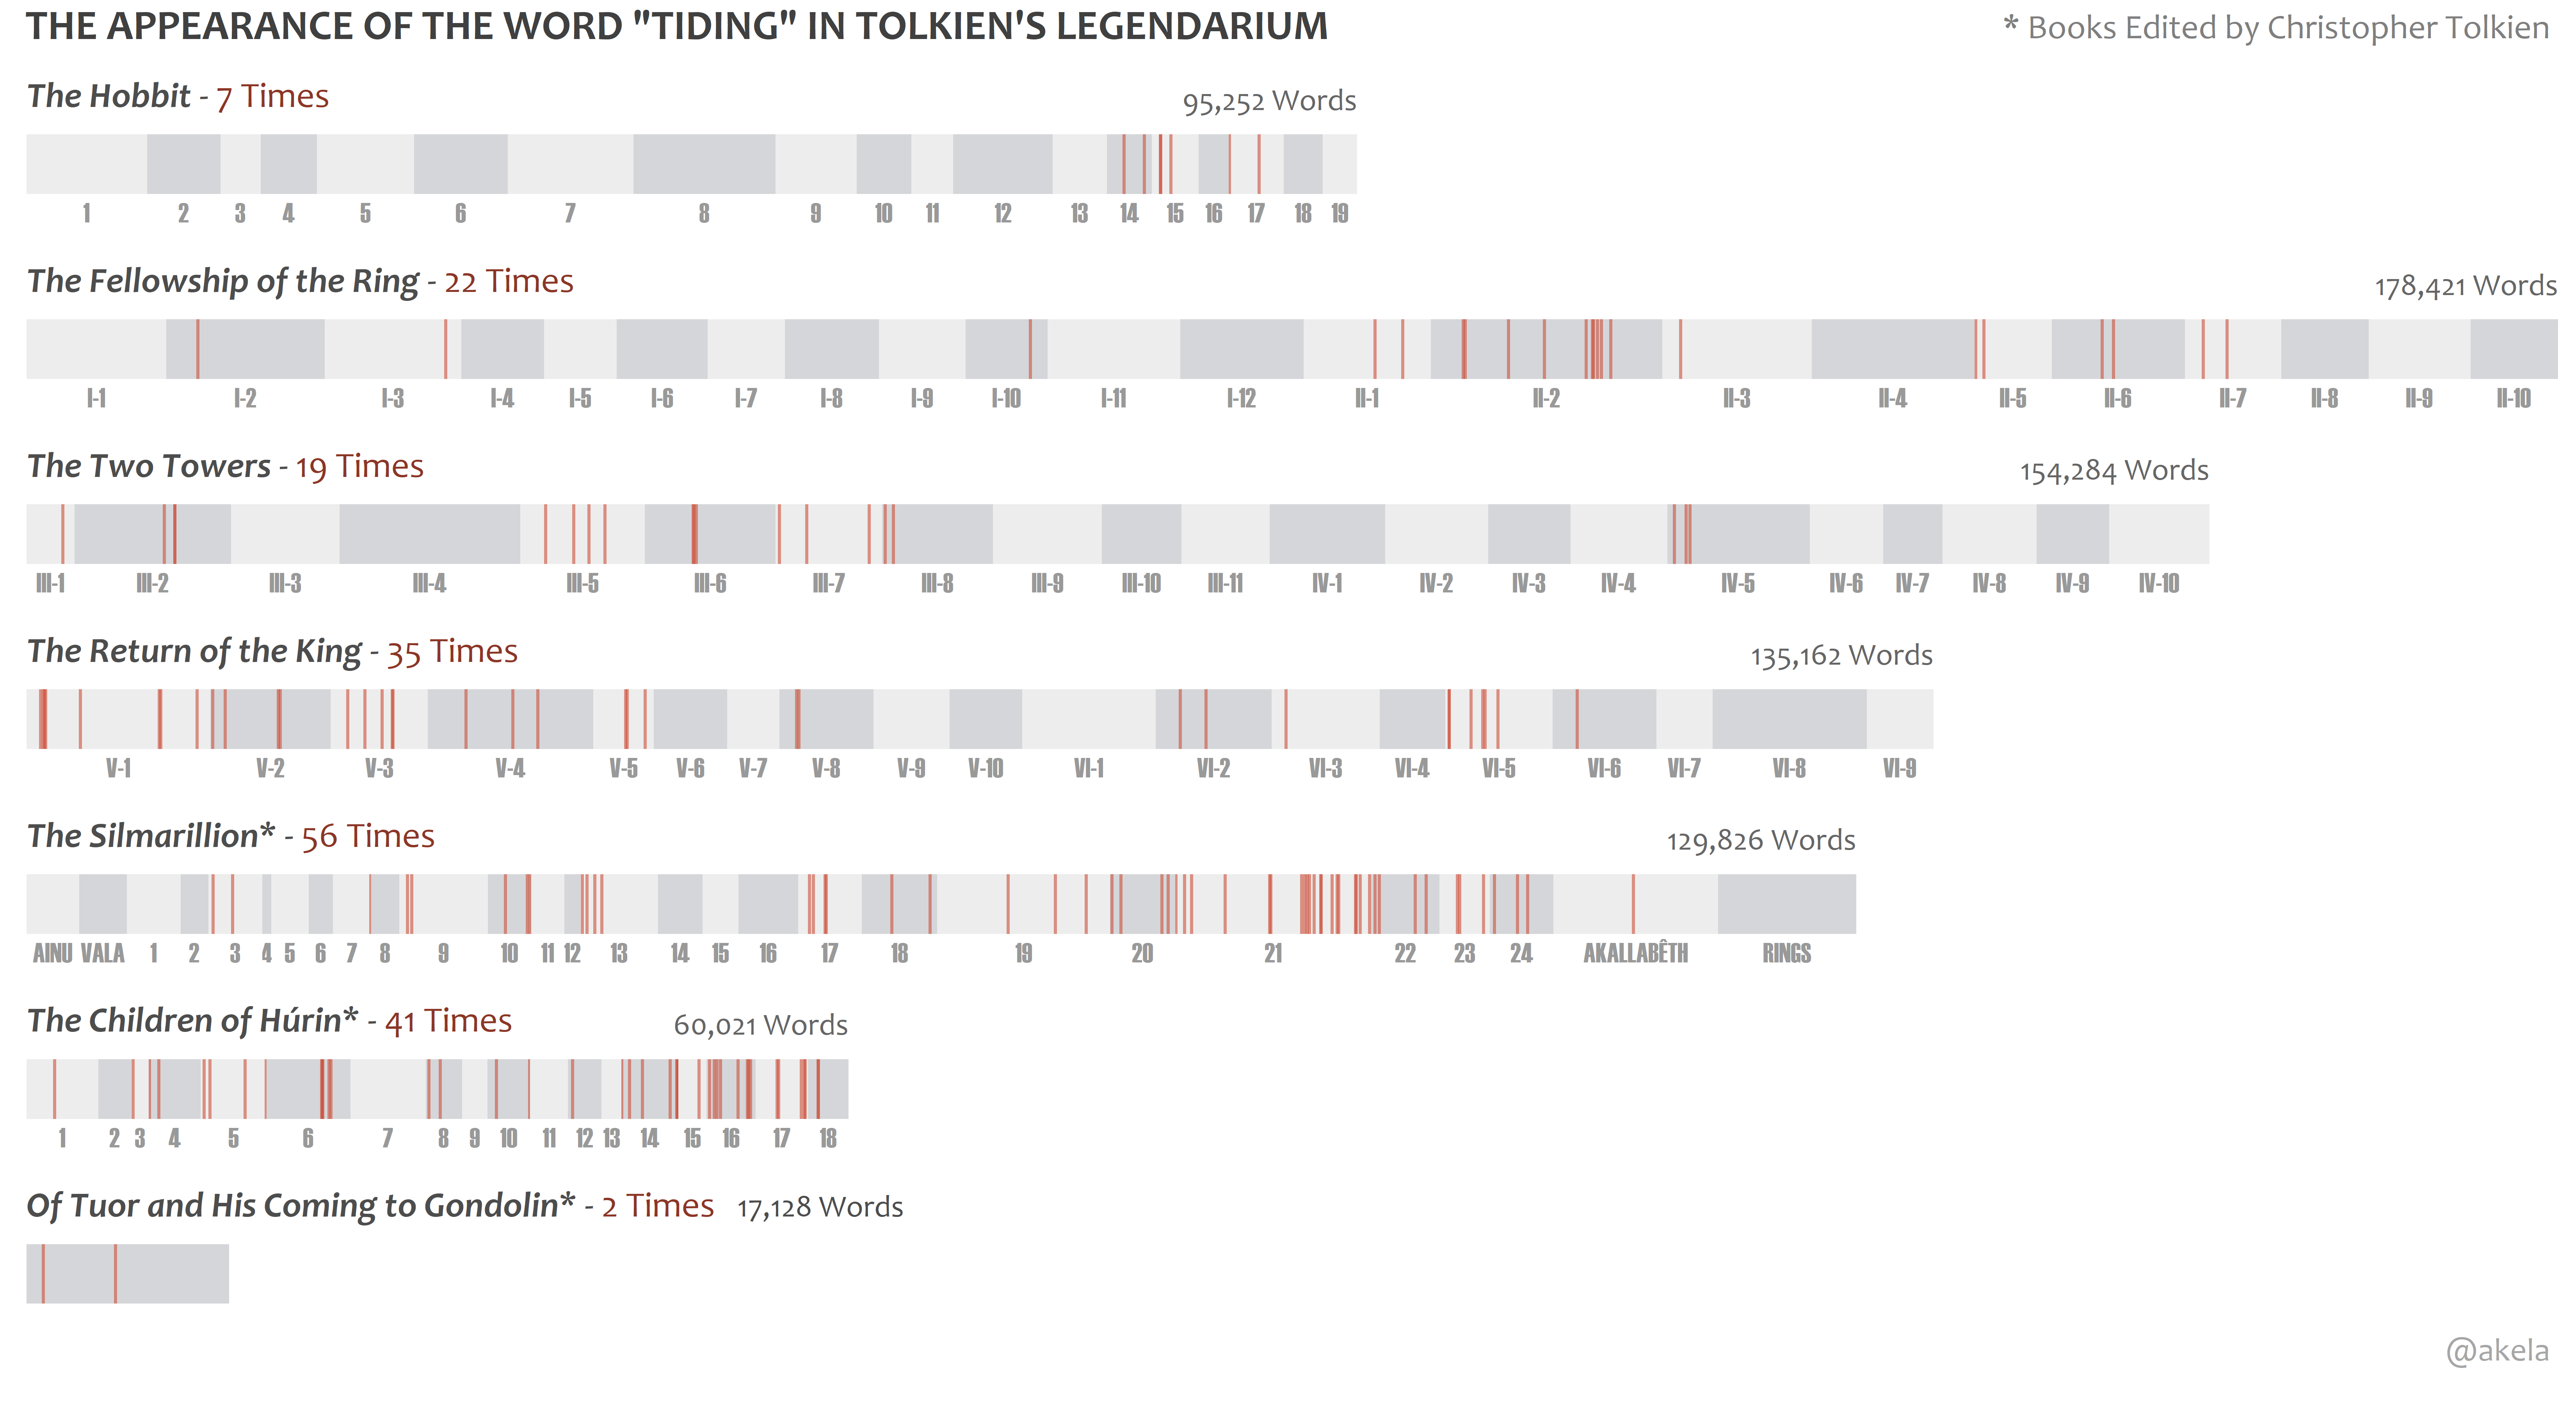 THE APPEARANCE OF THE WORD "TIDING" IN TOLKIEN'S LEGENDARIUM
* Books Edited by Christopher Tolkien
The Hobbit - 7 Times
95,252 Words
1 2 3 4 5 6 7 8 9 10 11 12 13 14 15 16 17 18 19
The Fellowship of the Ring - 22 Times
178,421 Words
I-1 I-2 I-3 I-4 I-5 I-6 I-7 I-8 I-9 I-10 I-11 I-12 II-1 II-2 II-3 II-4 II-5 II-6 II-7 II-8 II-9 II-10
The Two Towers - 19 Times
154,284 Words
III-1 III-2 III-3 III-4 III-5 III-6 III-7 III-8 III-9 III-10 III-11 IV-1 IV-2 IV-3 IV-4 IV-5 IV-6 IV-7 IV-8 IV-9 IV-10
The Return of the King - 35 Times
135,162 Words
V-1 V-2 V-3 V-4 V-5 V-6 V-7 V-8 V-9 V-10 VI-1 VI-2 VI-3 VI-4 VI-5 VI-6 VI-7 VI-8 VI-9
The Silmarillion* - 56 Times
129,826 Words
AINU VALA 1 2 3 4 5 6 7 8 9 10 11 12 13 14 15 16 17 18 19 20 21 22 23 24 AKALLABÊTH RINGS
The Children of Húrin* - 41 Times
60,021 Words
1 2 3 4 5 6 7 8 9 10 11 12 13 14 15 16 17 18
Of Tuor and His Coming to Gondolin* - 2 Times
17,128 Words
@akela